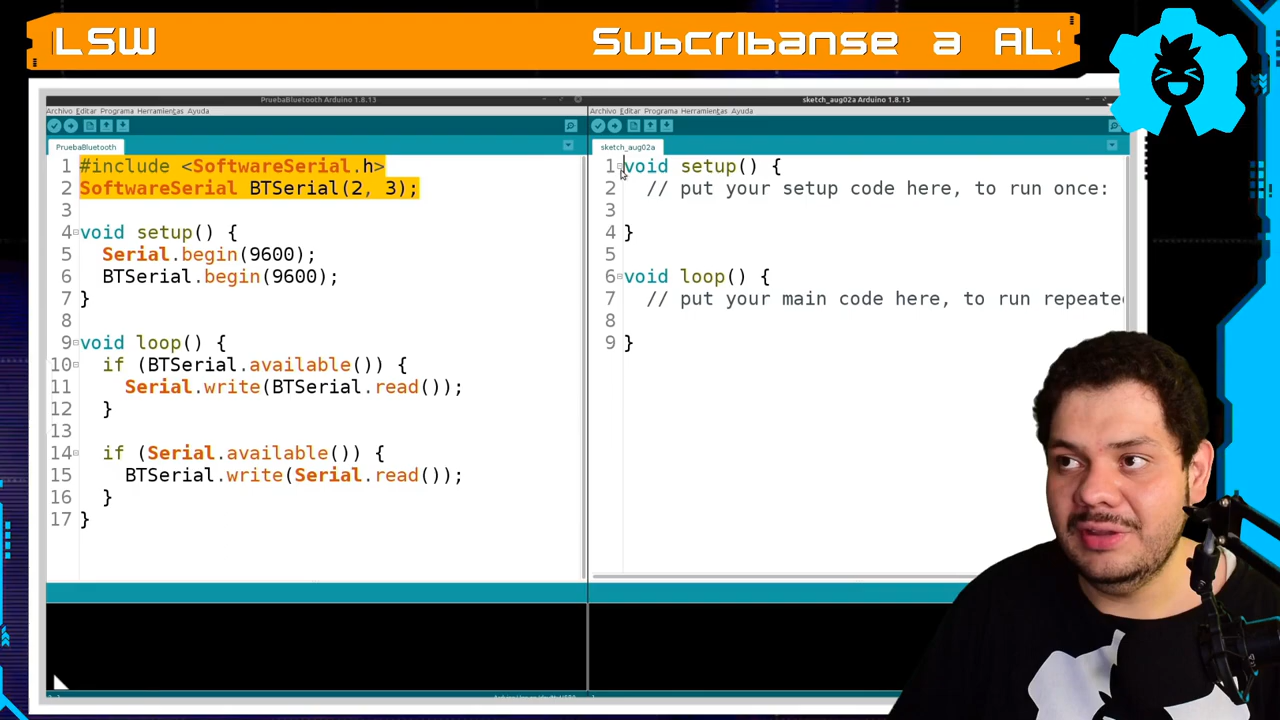 LSW Subcribanse a AL
PruebaBluetooth Arduino 1.8.13
Archivo Editar Programa Herramientas Ayuda
PruebaBluetooth
1 #include <SoftwareSerial.h>
2 SoftwareSerial BTSerial(2, 3);
3
4 void setup() {
5 Serial.begin(9600);
6 BTSerial.begin(9600);
7 }
8
9 void loop() {
10 if (BTSerial.available()) {
11 Serial.write(BTSerial.read());
12 }
13
14 if (Serial.available()) {
15 BTSerial.write(Serial.read());
16 }
17 }
sketch_aug02a Arduino 1.8.13
Archivo Editar Programa Herramientas Ayuda
sketch_aug02a
1 void setup() {
2 // put your setup code here, to run once:
3
4 }
5
6 void loop() {
7 // put your main code here, to run repeated
8
9 }